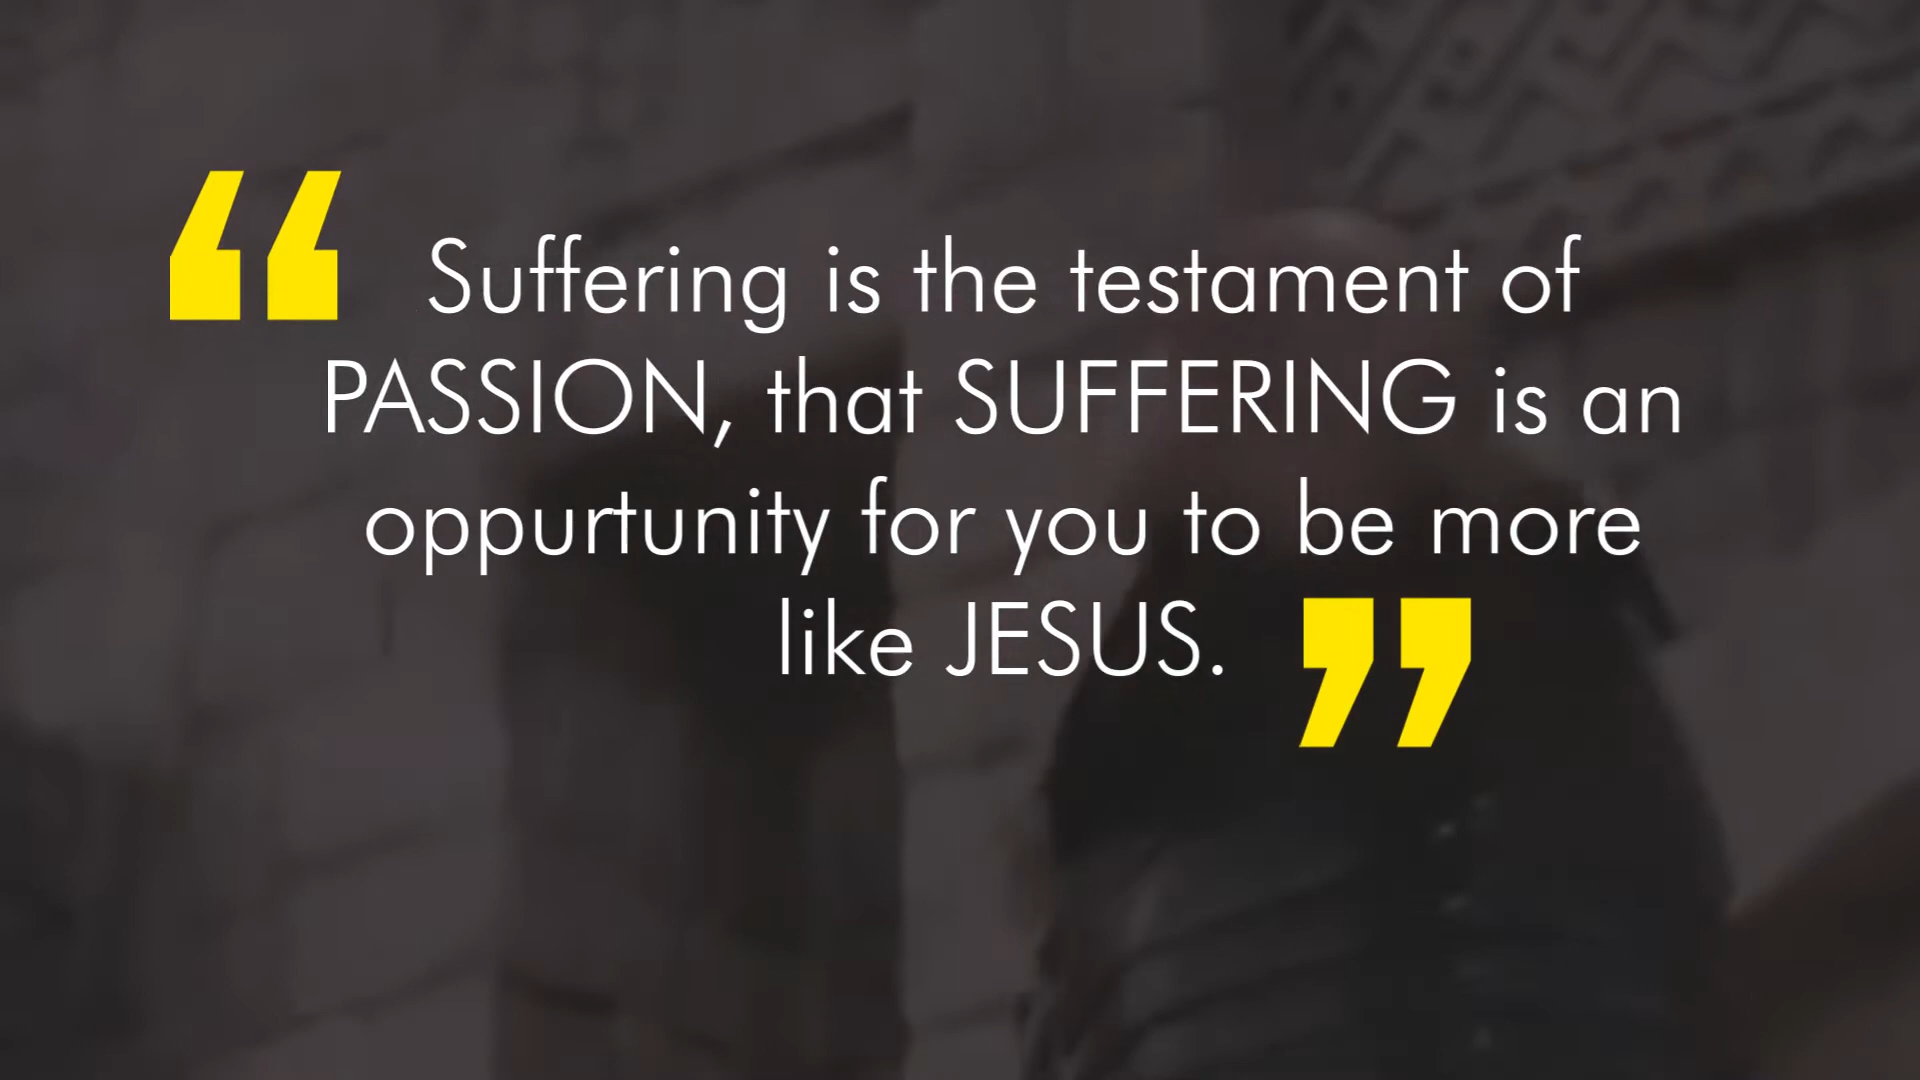 “Suffering is the testament of
PASSION, that SUFFERING is an
oppurtunity for you to be more
like JESUS.”